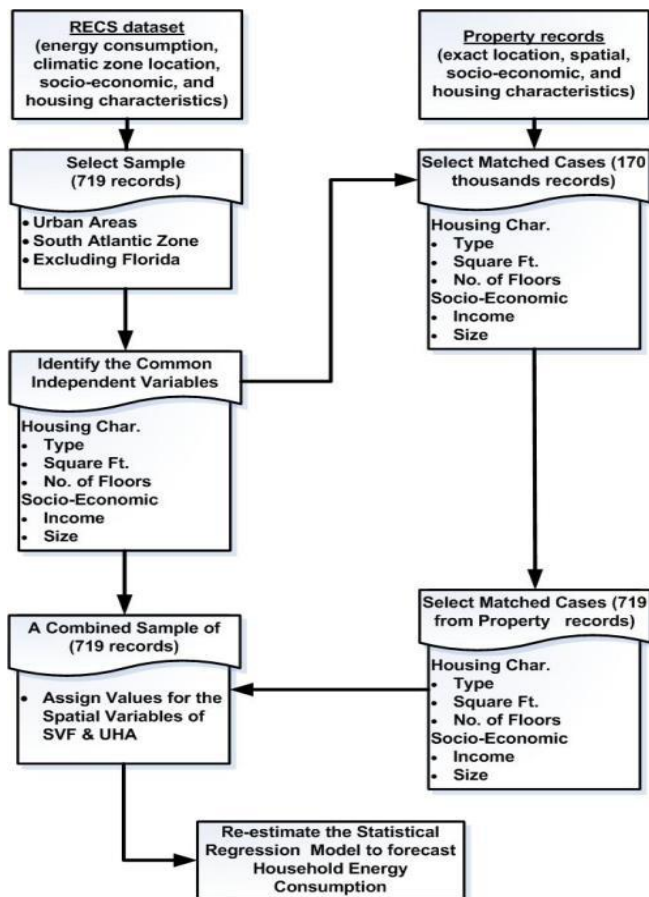 RECS dataset
(energy consumption,
climatic zone location,
socio-economic, and
housing characteristics)
Property records
(exact location, spatial,
socio-economic, and
housing characteristics)
Select Sample
(719 records)
• Urban Areas
• South Atlantic Zone
• Excluding Florida
Select Matched Cases (170
thousands records)
Housing Char.
• Type
• Square Ft.
• No. of Floors
Socio-Economic
• Income
• Size
Identify the Common
Independent Variables
Housing Char.
• Type
• Square Ft.
• No. of Floors
Socio-Economic
• Income
• Size
A Combined Sample of
(719 records)
• Assign Values for the
Spatial Variables of
SVF & UHA
Select Matched Cases (719
from Property records)
Housing Char.
• Type
• Square Ft.
• No. of Floors
Socio-Economic
• Income
• Size
Re-estimate the Statistical
Regression Model to forecast
Household Energy
Consumption